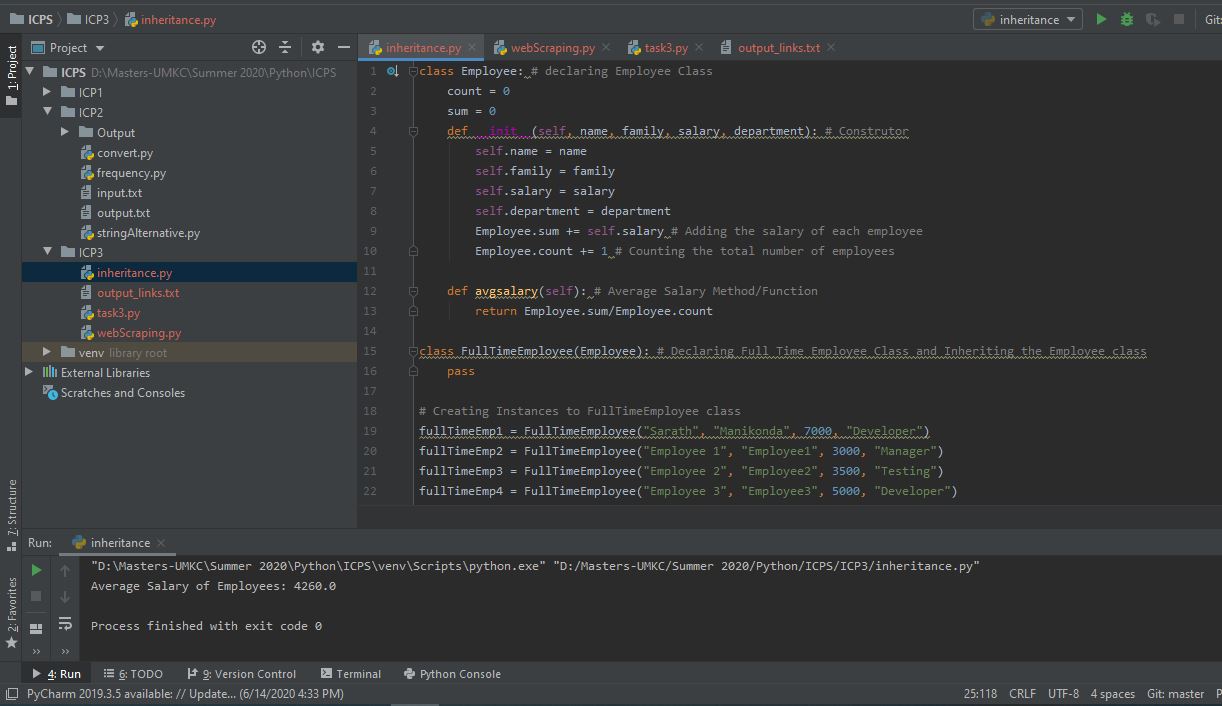 ICPS ICP3 inheritance.py inheritance Git:
1: Project
Project
inheritance.py webScraping.py task3.py output_links.txt
ICPS D:\Masters-UMKC\Summer 2020\Python\ICPS
ICP1
ICP2
Output
convert.py
frequency.py
input.txt
output.txt
stringAlternative.py
ICP3
inheritance.py
output_links.txt
task3.py
webScraping.py
venv library root
External Libraries
Scratches and Consoles
1 class Employee: # declaring Employee Class
2 count = 0
3 sum = 0
4 def __init__(self, name, family, salary, department): # Construtor
5 self.name = name
6 self.family = family
7 self.salary = salary
8 self.department = department
9 Employee.sum += self.salary # Adding the salary of each employee
10 Employee.count += 1 # Counting the total number of employees
11
12 def avgsalary(self): # Average Salary Method/Function
13 return Employee.sum/Employee.count
14
15 class FullTimeEmployee(Employee): # Declaring Full Time Employee Class and Inheriting the Employee class
16 pass
17
18 # Creating Instances to FullTimeEmployee class
19 fullTimeEmp1 = FullTimeEmployee("Sarath", "Manikonda", 7000, "Developer")
20 fullTimeEmp2 = FullTimeEmployee("Employee 1", "Employee1", 3000, "Manager")
21 fullTimeEmp3 = FullTimeEmployee("Employee 2", "Employee2", 3500, "Testing")
22 fullTimeEmp4 = FullTimeEmployee("Employee 3", "Employee3", 5000, "Developer")
7: Structure
2: Favorites
Run: inheritance
"D:\Masters-UMKC\Summer 2020\Python\ICPS\venv\Scripts\python.exe" "D:/Masters-UMKC/Summer 2020/Python/ICPS/ICP3/inheritance.py"
Average Salary of Employees: 4260.0
Process finished with exit code 0
4: Run 6: TODO 9: Version Control Terminal Python Console
PyCharm 2019.3.5 available: // Update... (6/14/2020 4:33 PM) 25:118 CRLF UTF-8 4 spaces Git: master P